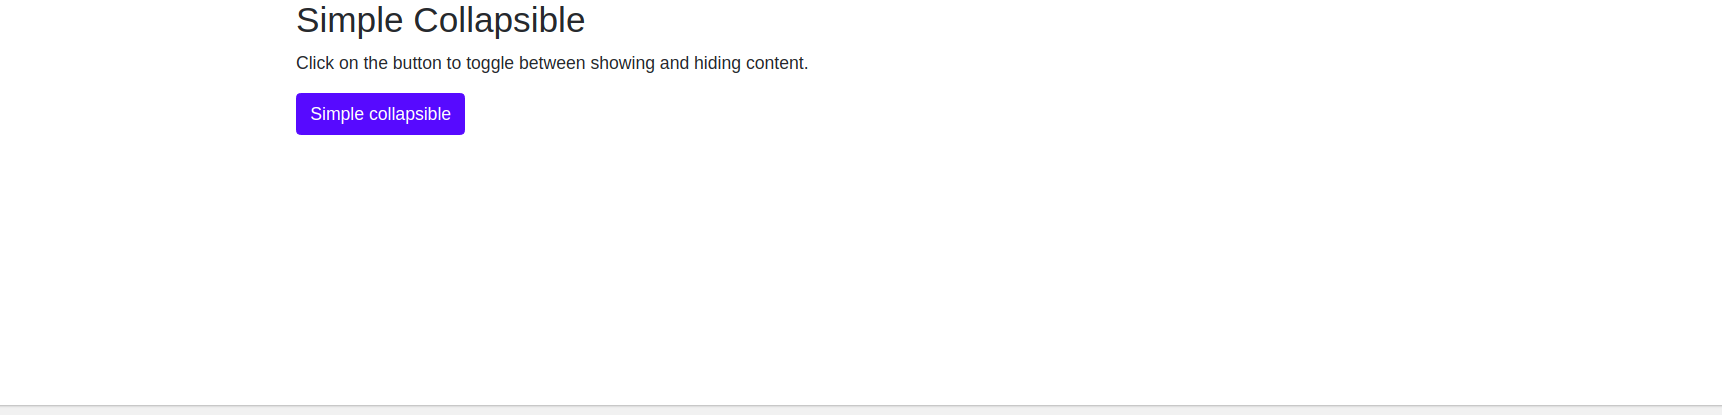 Simple Collapsible
Click on the button to toggle between showing and hiding content.
Simple collapsible